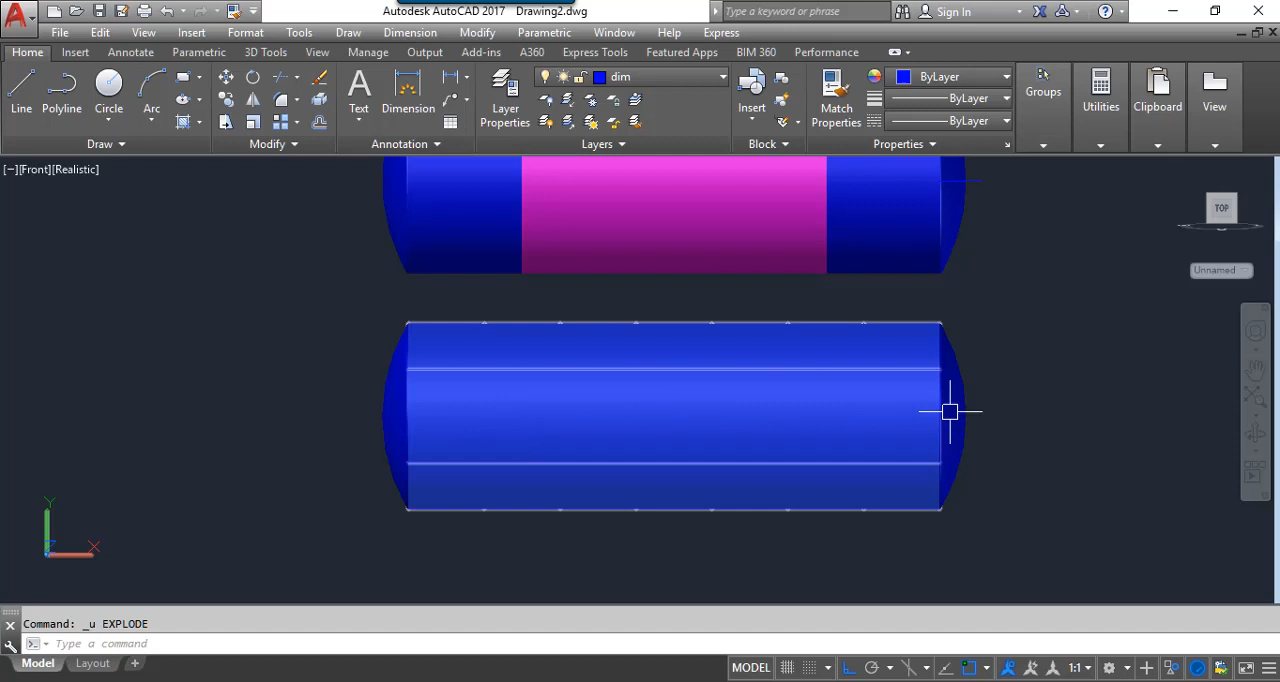 Autodesk AutoCAD 2017 Drawing2.dwg
Type a keyword or phrase
Sign In
File Edit View Insert Format Tools Draw Dimension Modify Parametric Window Help Express
Home Insert Annotate Parametric 3D Tools View Manage Output Add-ins A360 Express Tools Featured Apps BIM 360 Performance
Line Polyline Circle Arc
Text Dimension
Layer Properties
dim
Insert
Match Properties
ByLayer
ByLayer
ByLayer
Groups Utilities Clipboard View
Draw Modify Annotation Layers Block Properties
[−][Front][Realistic]
TOP
Unnamed
Y
X
Command: _u EXPLODE
Type a command
Model Layout +
MODEL 1:1